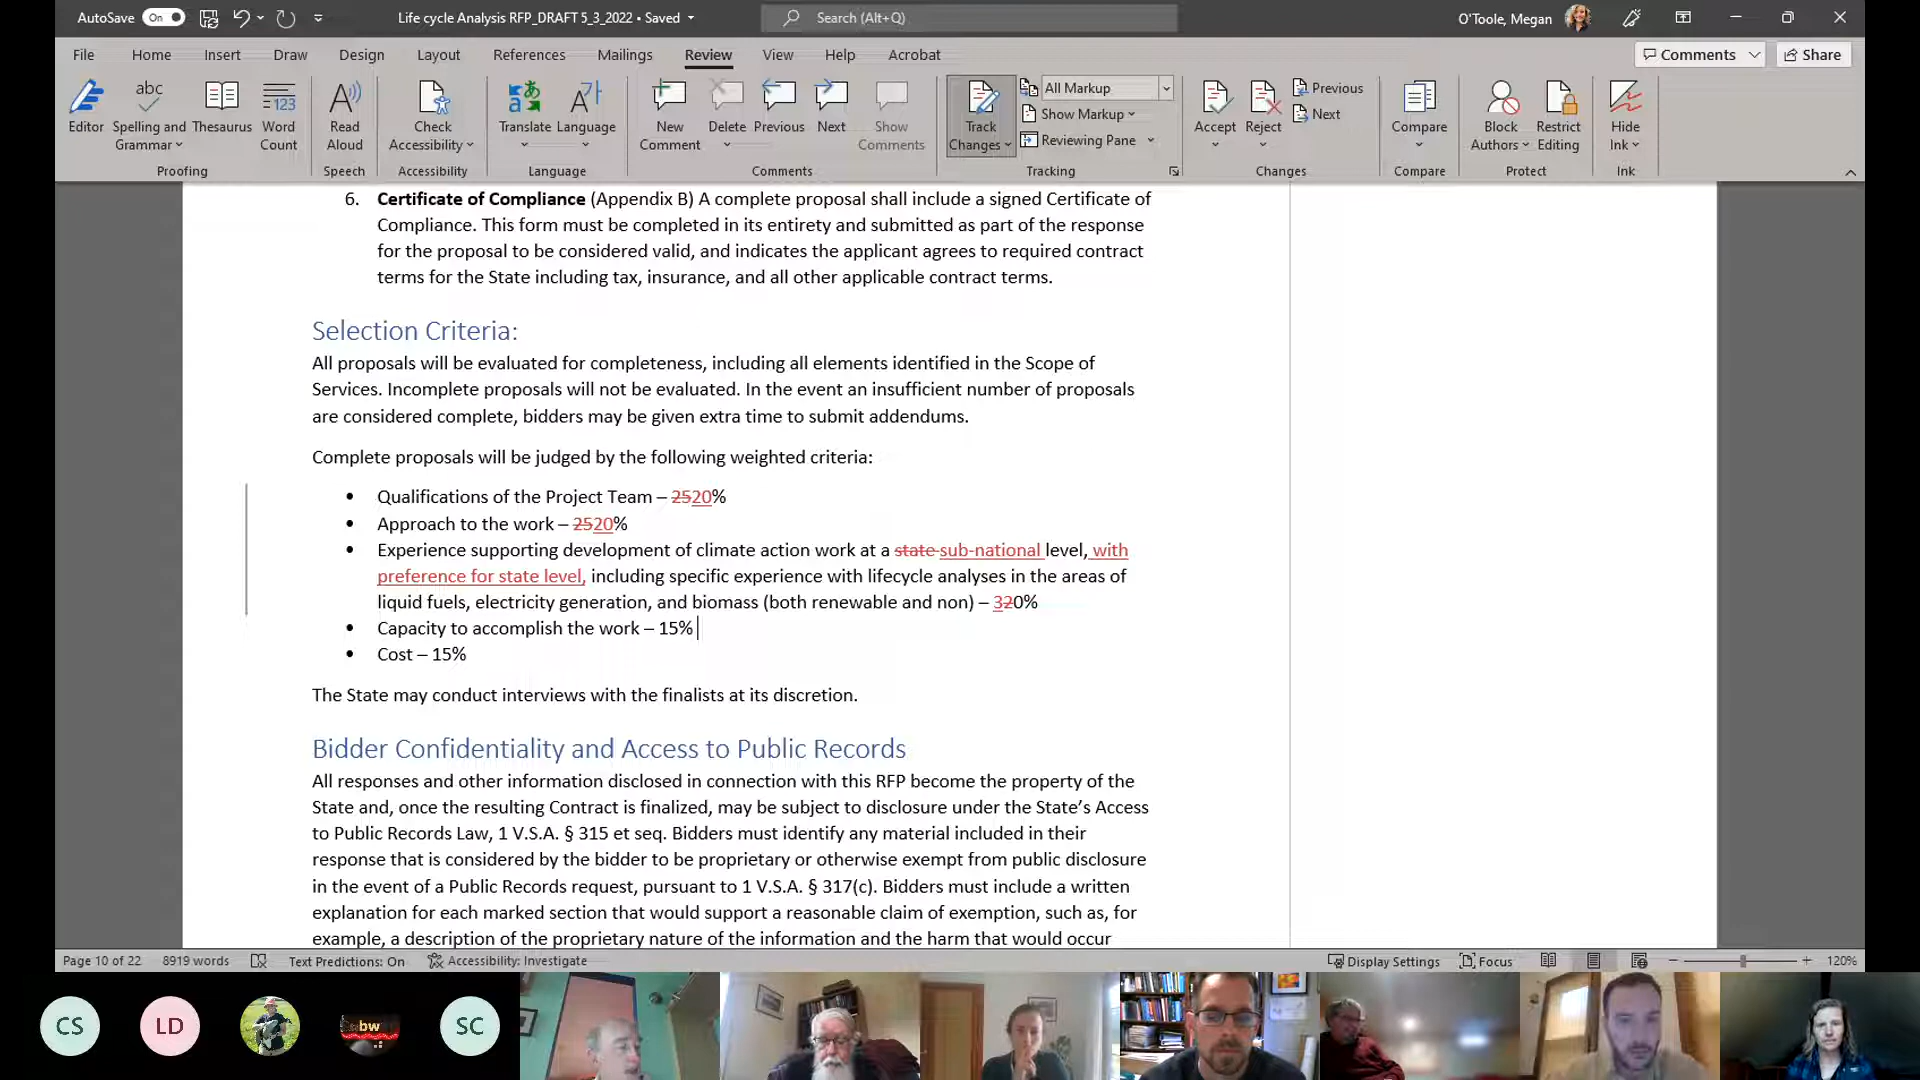 AutoSave On
Life cycle Analysis RFP_DRAFT 5_3_2022 • Saved
Search (Alt+Q)
O'Toole, Megan
File Home Insert Draw Design Layout References Mailings Review View Help Acrobat
Comments Share
Editor
abc
Spelling and Grammar
Thesaurus
123
Word Count
Read Aloud
Check Accessibility
Translate
Language
New Comment
Delete
Previous
Next
Show Comments
Track Changes
All Markup
Show Markup
Reviewing Pane
Accept
Reject
Previous
Next
Compare
Block Authors
Restrict Editing
Hide Ink
Proofing Speech Accessibility Language Comments Tracking Changes Compare Protect Ink
6. Certificate of Compliance (Appendix B) A complete proposal shall include a signed Certificate of
Compliance. This form must be completed in its entirety and submitted as part of the response
for the proposal to be considered valid, and indicates the applicant agrees to required contract
terms for the State including tax, insurance, and all other applicable contract terms.
Selection Criteria:
All proposals will be evaluated for completeness, including all elements identified in the Scope of
Services. Incomplete proposals will not be evaluated. In the event an insufficient number of proposals
are considered complete, bidders may be given extra time to submit addendums.
Complete proposals will be judged by the following weighted criteria:
• Qualifications of the Project Team – 2520%
• Approach to the work – 2520%
• Experience supporting development of climate action work at a state sub-national level, with
preference for state level, including specific experience with lifecycle analyses in the areas of
liquid fuels, electricity generation, and biomass (both renewable and non) – 320%
• Capacity to accomplish the work – 15%
• Cost – 15%
The State may conduct interviews with the finalists at its discretion.
Bidder Confidentiality and Access to Public Records
All responses and other information disclosed in connection with this RFP become the property of the
State and, once the resulting Contract is finalized, may be subject to disclosure under the State’s Access
to Public Records Law, 1 V.S.A. § 315 et seq. Bidders must identify any material included in their
response that is considered by the bidder to be proprietary or otherwise exempt from public disclosure
in the event of a Public Records request, pursuant to 1 V.S.A. § 317(c). Bidders must include a written
explanation for each marked section that would support a reasonable claim of exemption, such as, for
example, a description of the proprietary nature of the information and the harm that would occur
Page 10 of 22 8919 words Text Predictions: On Accessibility: Investigate Display Settings Focus 120%
CS LD bw SC